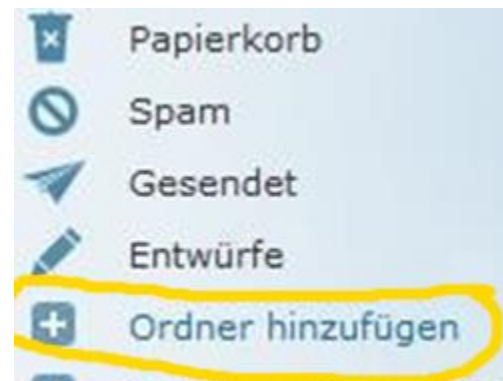 Papierkorb
Spam
Gesendet
Entwürfe
Ordner hinzufügen